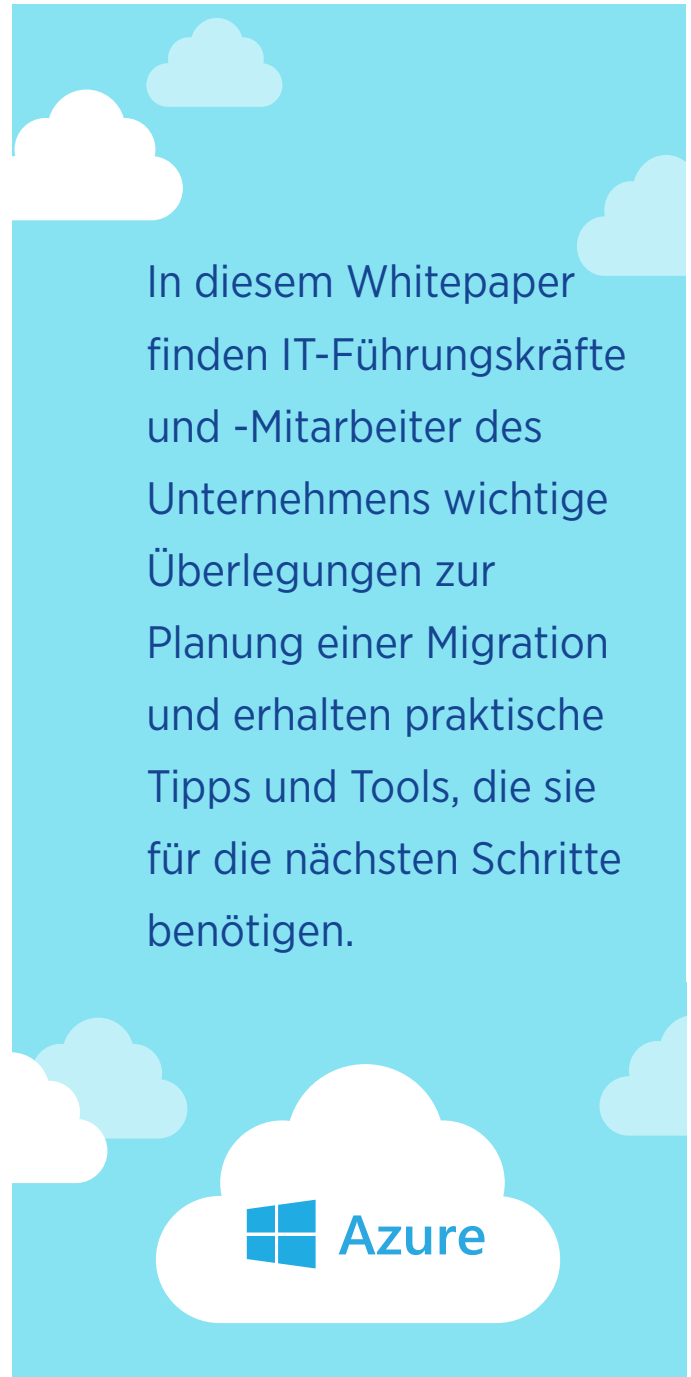 In diesem Whitepaper
finden IT-Führungskräfte
und -Mitarbeiter des
Unternehmens wichtige
Überlegungen zur
Planung einer Migration
und erhalten praktische
Tipps und Tools, die sie
für die nächsten Schritte
benötigen.
Azure